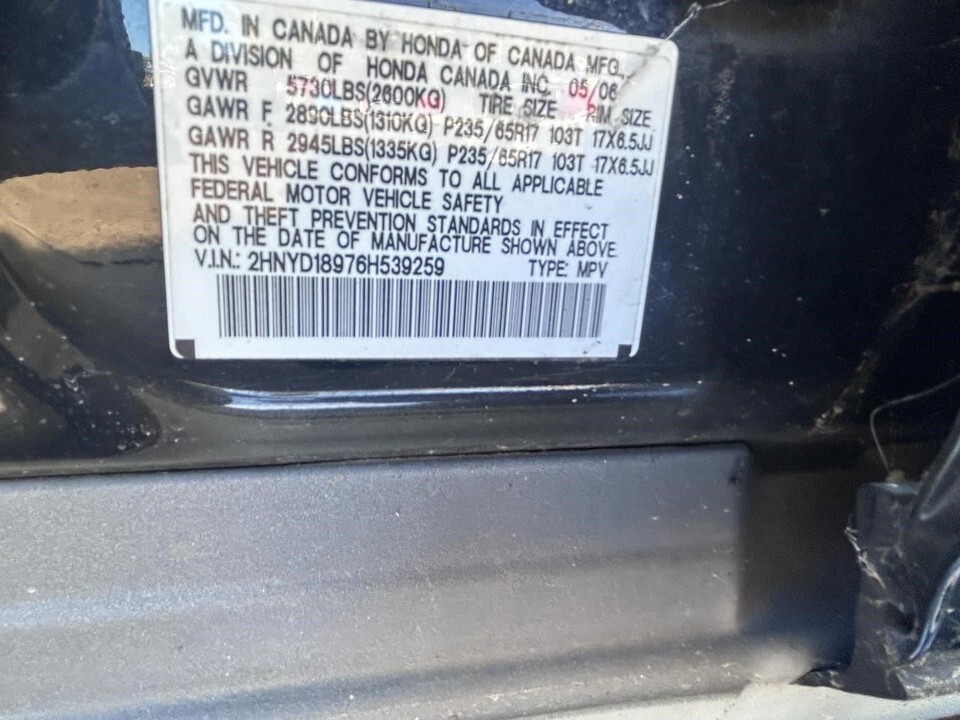 MFD. IN CANADA BY HONDA OF CANADA MFG.,
A DIVISION OF HONDA CANADA INC. 05/06
GVWR 5730LBS(2600KG) TIRE SIZE RIM SIZE
GAWR F 2890LBS(1310KG) P235/65R17 103T 17X6.5JJ
GAWR R 2945LBS(1335KG) P235/65R17 103T 17X6.5JJ
THIS VEHICLE CONFORMS TO ALL APPLICABLE
FEDERAL MOTOR VEHICLE SAFETY
AND THEFT PREVENTION STANDARDS IN EFFECT
ON THE DATE OF MANUFACTURE SHOWN ABOVE.
V.I.N.: 2HNYD18976H539259 TYPE: MPV